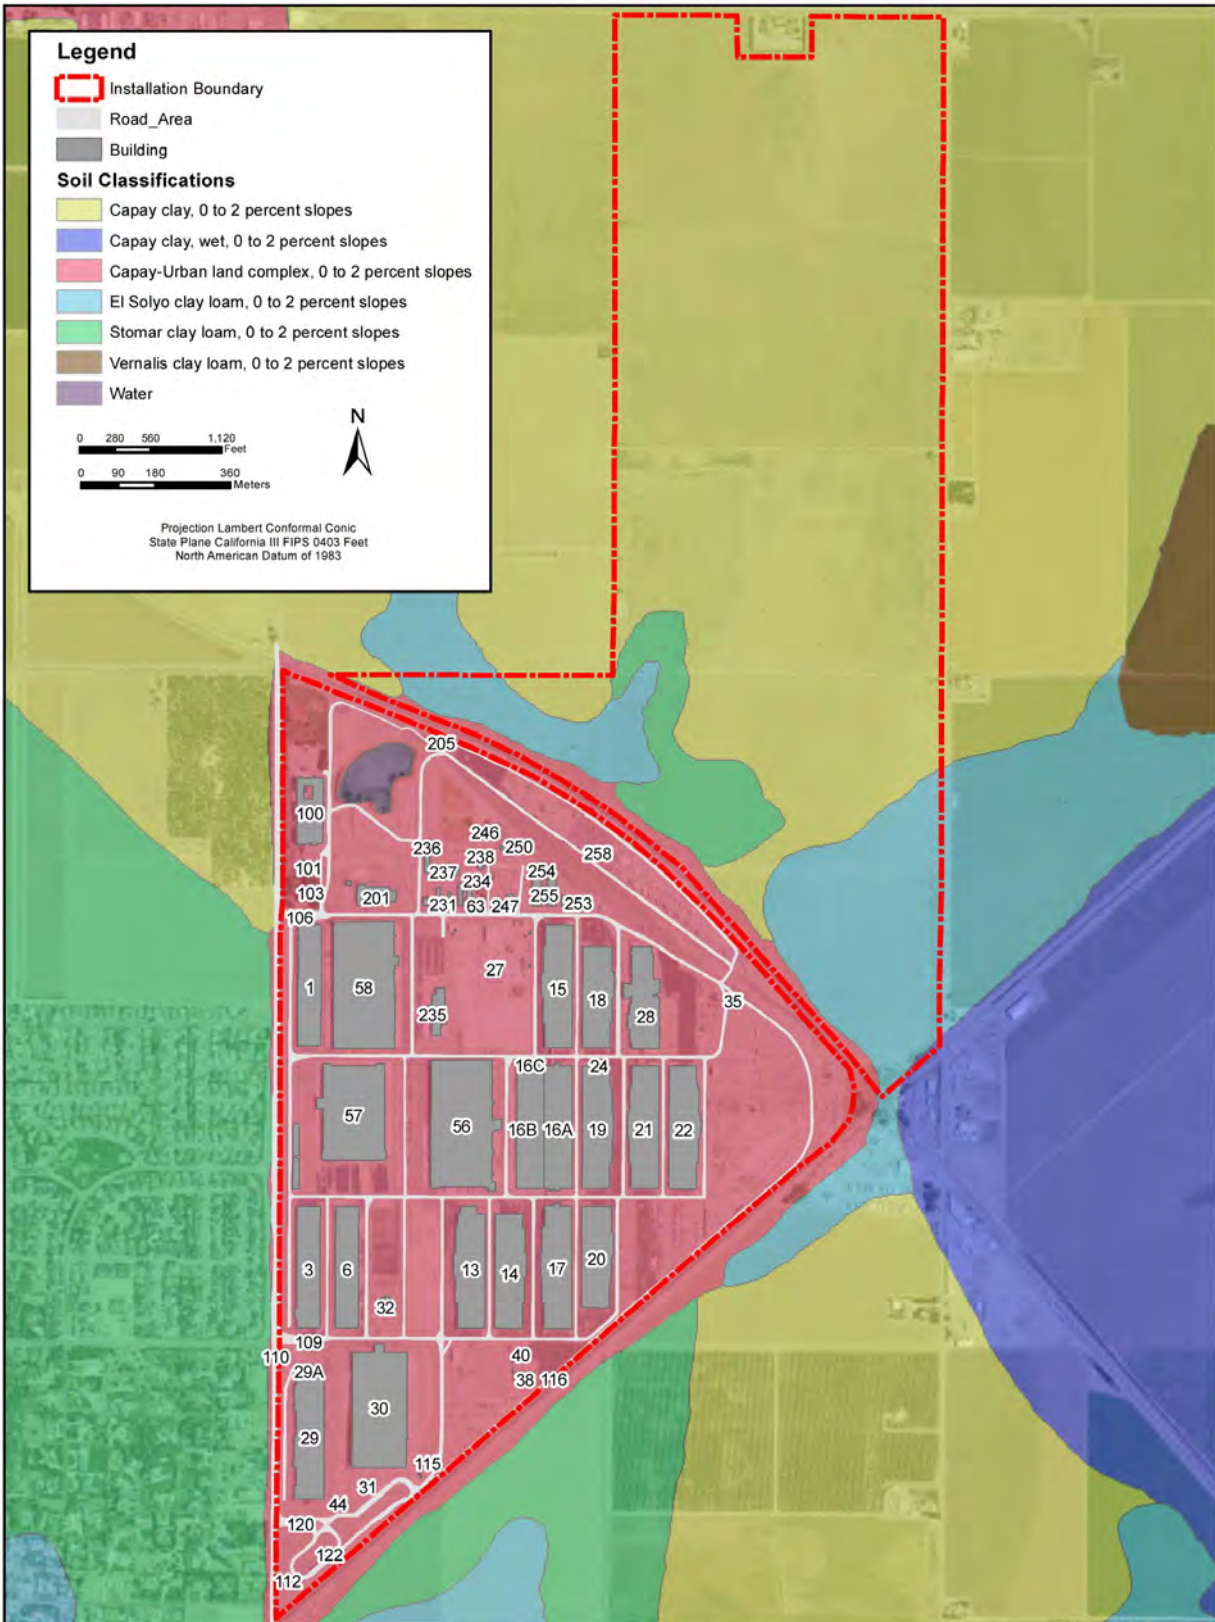 Legend
Installation Boundary
Road_Area
Building
Soil Classifications
Capay clay, 0 to 2 percent slopes
Capay clay, wet, 0 to 2 percent slopes
Capay-Urban land complex, 0 to 2 percent slopes
El Solyo clay loam, 0 to 2 percent slopes
Stomar clay loam, 0 to 2 percent slopes
Vernalis clay loam, 0 to 2 percent slopes
Water
N
0 280 560 1,120
Feet
0 90 180 360
Meters
Projection Lambert Conformal Conic
State Plane California III FIPS 0403 Feet
North American Datum of 1983
205
100
246
236 238 250 258
101 237 254
103 201 234 255
231 63 247 253
106
27
1 58 15 18
235 28 35
16C 24
57 56 16B 16A 19 21 22
3 6 13 14 17 20
32
109
110 40
29A 38 116
30
29
115
31
44
120
122
112